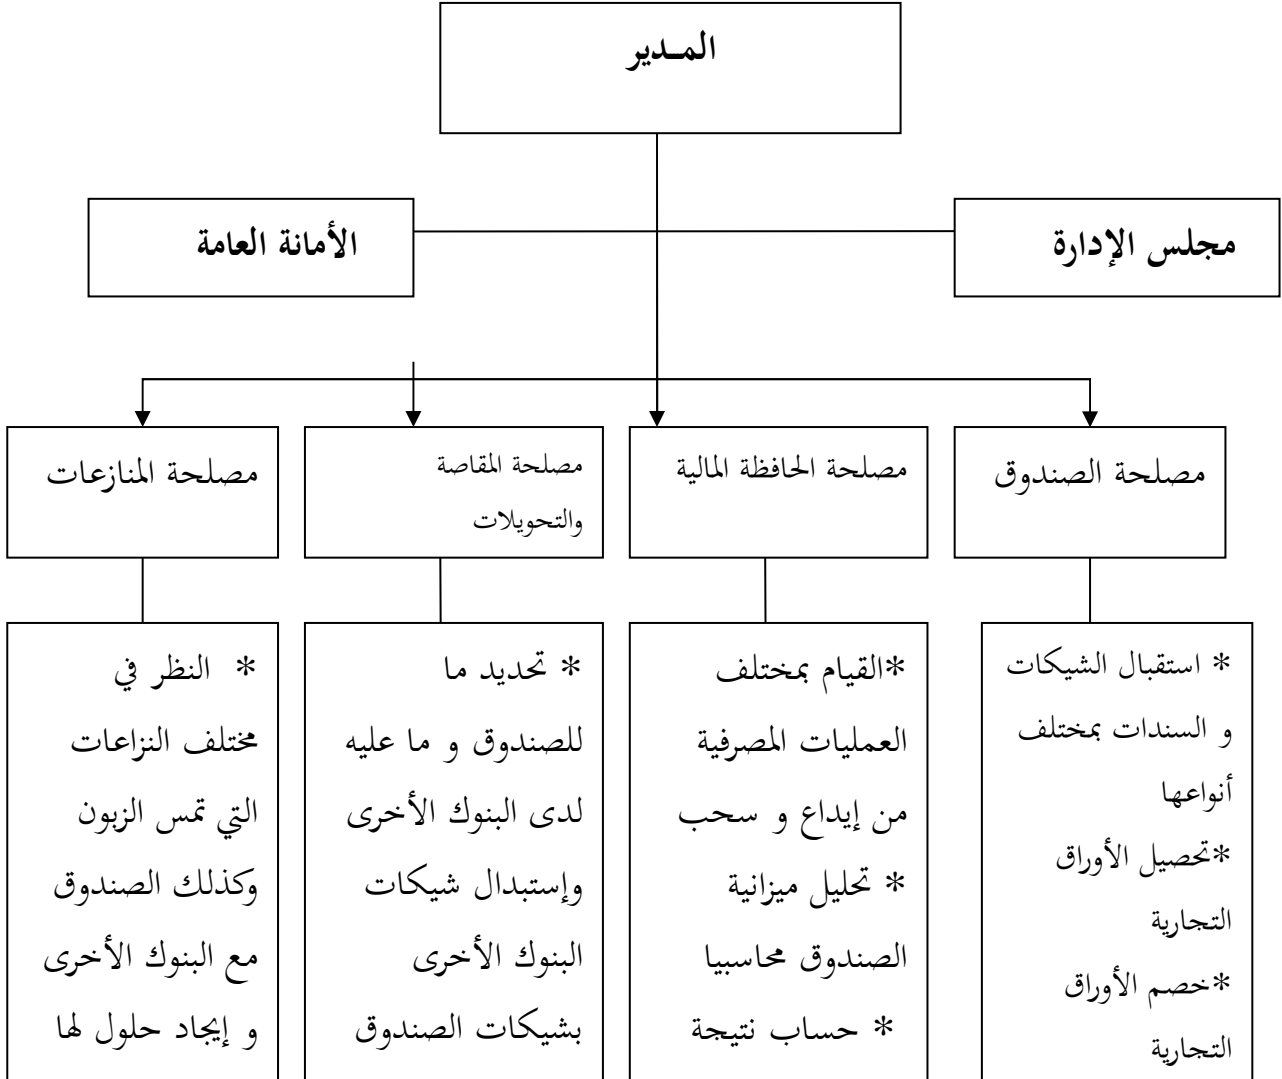 المـدير
مجلس الإدارة
الأمانة العامة
مصلحة الصندوق
مصلحة الحافظة المالية
مصلحة المقاصة
والتحويلات
مصلحة المنازعات
* استقبال الشيكات
و السندات بمختلف
أنواعها
*تحصيل الأوراق
التجارية
*خصم الأوراق
التجارية
*القيام بمختلف
العمليات المصرفية
من إيداع و سحب
* تحليل ميزانية
الصندوق محاسبيا
* حساب نتيجة
* تحديد ما
للصندوق و ما عليه
لدى البنوك الأخرى
وإستبدال شيكات
البنوك الأخرى
بشيكات الصندوق
* النظر في
مختلف النزاعات
التي تمس الزبون
وكذلك الصندوق
مع البنوك الأخرى
و إيجاد حلول لها